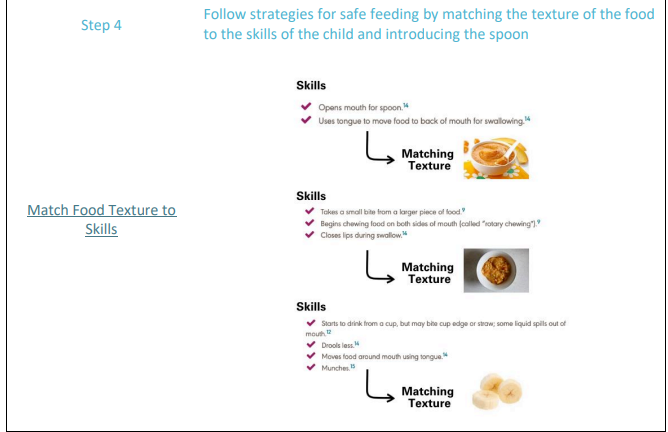 Step 4
Follow strategies for safe feeding by matching the texture of the food
to the skills of the child and introducing the spoon
Match Food Texture to
Skills
Skills
✔ Opens mouth for spoon.14
✔ Uses tongue to move food to back of mouth for swallowing.14
Matching
Texture
Skills
✔ Takes a small bite from a larger piece of food.9
✔ Begins chewing food on both sides of mouth (called "rotary chewing").9
✔ Closes lips during swallow.14
Matching
Texture
Skills
✔ Starts to drink from a cup, but may bite cup edge or straw; some liquid spills out of
mouth.12
✔ Drools less.14
✔ Moves food around mouth using tongue.14
✔ Munches.15
Matching
Texture